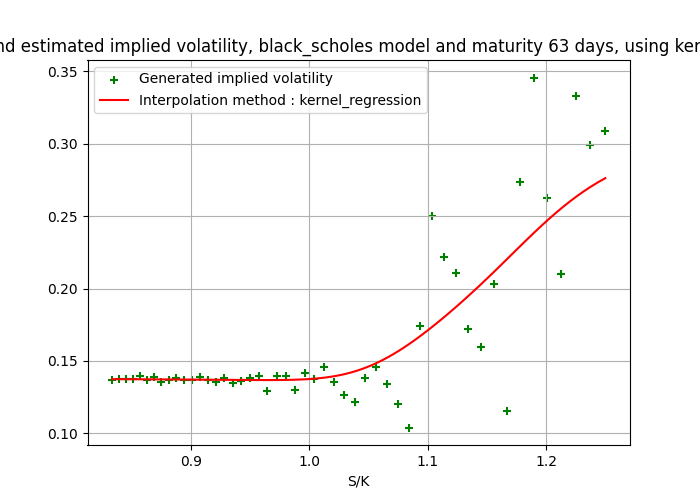 nd estimated implied volatility, black_scholes model and maturity 63 days, using ker
Generated implied volatility
Interpolation method : kernel_regression
0.35
0.30
0.25
0.20
0.15
0.10
0.9
1.0
1.1
1.2
S/K